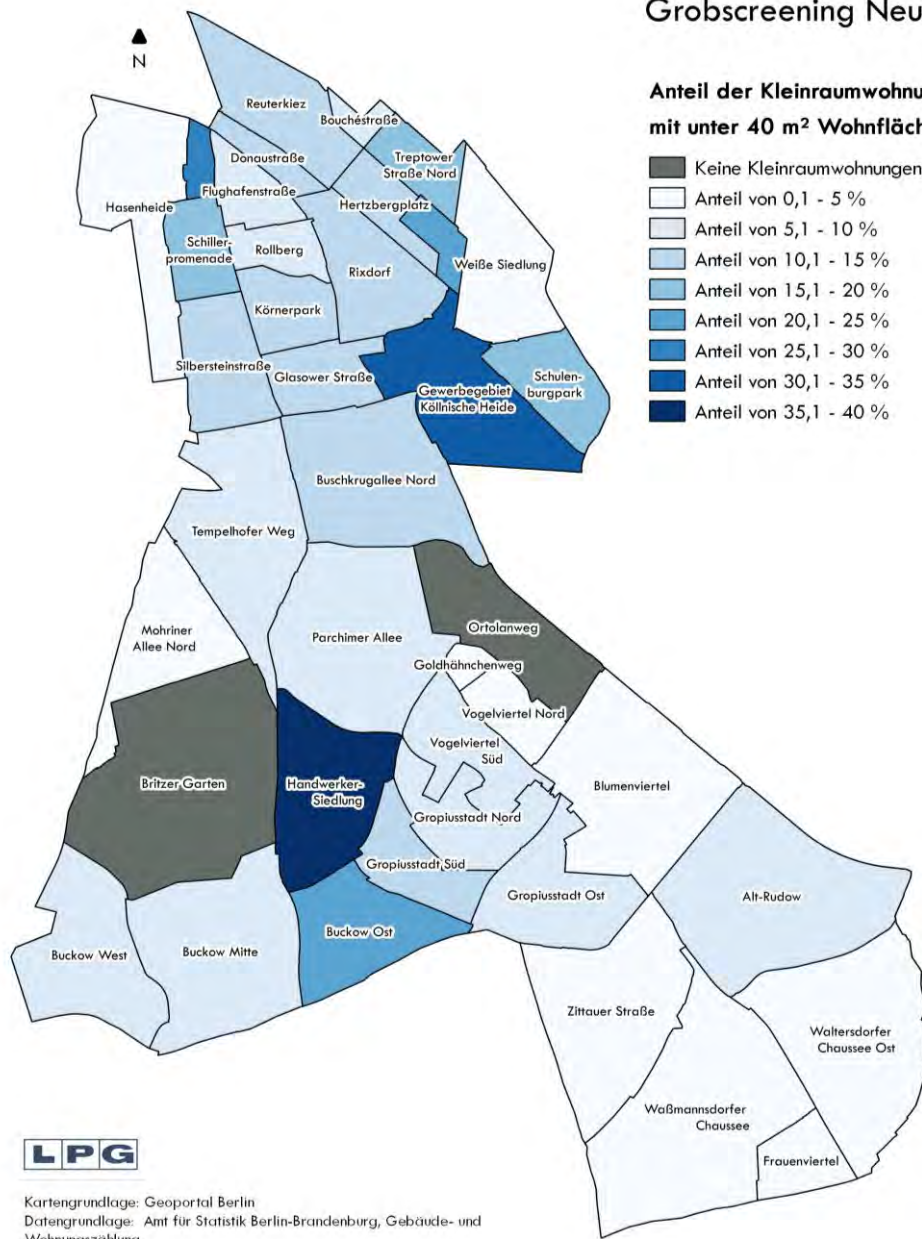 Grobscreening Neu
N
Anteil der Kleinraumwohnu
mit unter 40 m² Wohnfläch
Keine Kleinraumwohnungen
Anteil von 0,1 - 5 %
Anteil von 5,1 - 10 %
Anteil von 10,1 - 15 %
Anteil von 15,1 - 20 %
Anteil von 20,1 - 25 %
Anteil von 25,1 - 30 %
Anteil von 30,1 - 35 %
Anteil von 35,1 - 40 %
Reuterkiez
Bouchéstraße
Donaustraße
Treptower
Straße Nord
Flughafenstraße
Hertzbergplatz
Hasenheide
Schiller-
promenade
Rollberg
Rixdorf
Weiße Siedlung
Körnerpark
Silbersteinstraße
Glasower Straße
Gewerbegebiet
Köllnische Heide
Schulen-
burgpark
Buschkrugallee Nord
Tempelhofer Weg
Mohriner
Allee Nord
Parchimer Allee
Ortolanweg
Goldhähnchenweg
Vogelviertel Nord
Vogelviertel
Süd
Britzer Garten
Handwerker-
Siedlung
Blumenviertel
Gropiusstadt Nord
Gropiusstadt Süd
Gropiusstadt Ost
Alt-Rudow
Buckow West
Buckow Mitte
Buckow Ost
Zittauer Straße
Waltersdorfer
Chaussee Ost
Waßmannsdorfer
Chaussee
Frauenviertel
LPG
Kartengrundlage: Geoportal Berlin
Datengrundlage: Amt für Statistik Berlin-Brandenburg, Gebäude- und
Wohnungszählung